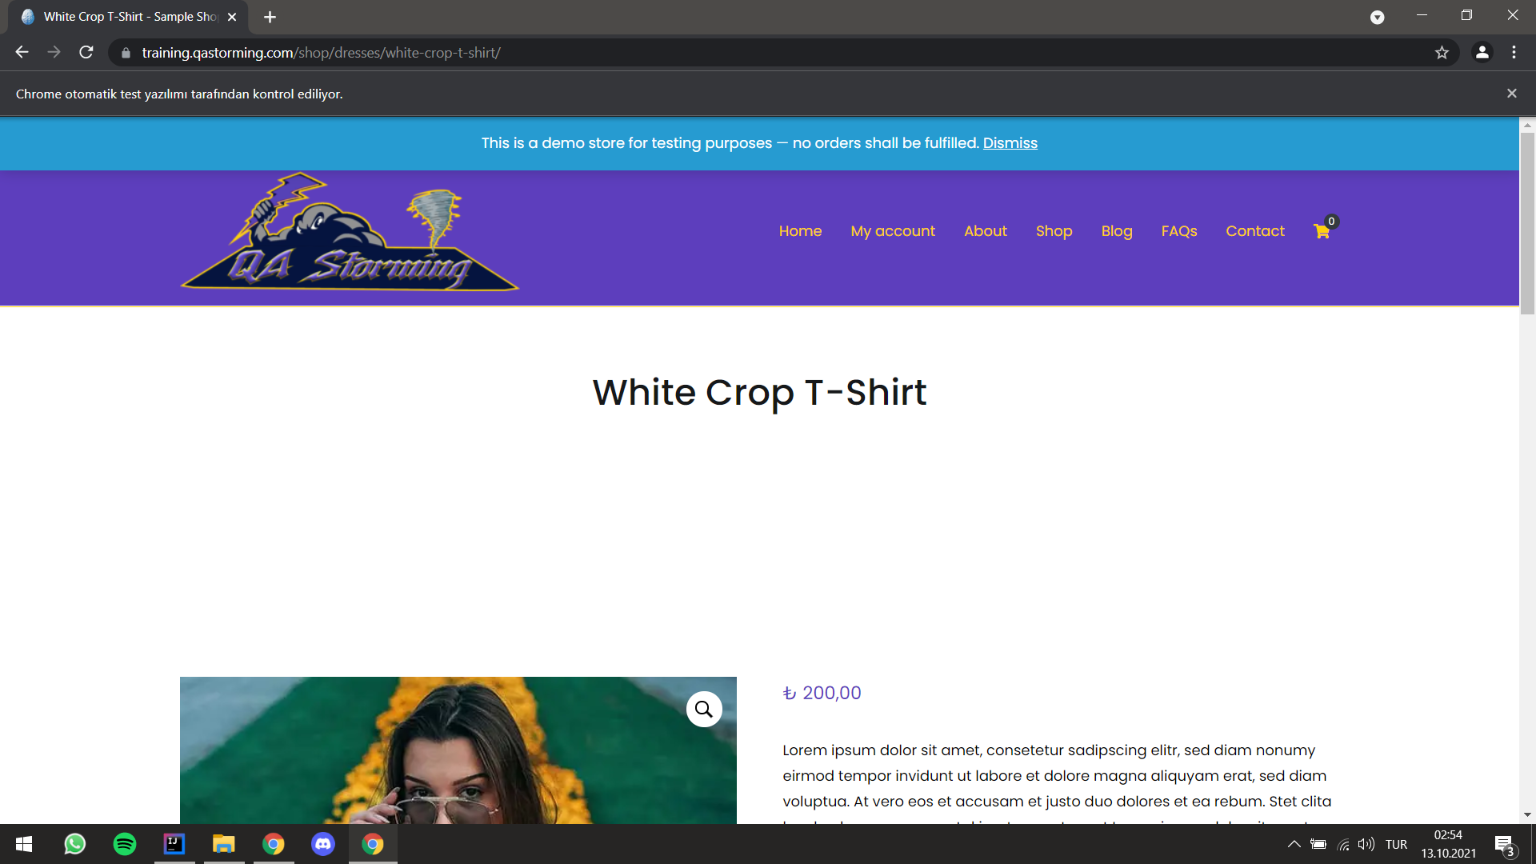 White Crop T-Shirt - Sample Sho
training.qastorming.com/shop/dresses/white-crop-t-shirt/
Chrome otomatik test yazılımı tarafından kontrol ediliyor.
This is a demo store for testing purposes — no orders shall be fulfilled. Dismiss
QA Storming
Home My account About Shop Blog FAQs Contact 0
White Crop T-Shirt
₺ 200,00
Lorem ipsum dolor sit amet, consetetur sadipscing elitr, sed diam nonumy
eirmod tempor invidunt ut labore et dolore magna aliquyam erat, sed diam
voluptua. At vero eos et accusam et justo duo dolores et ea rebum. Stet clita
IJ
TUR
02:54
13.10.2021
3